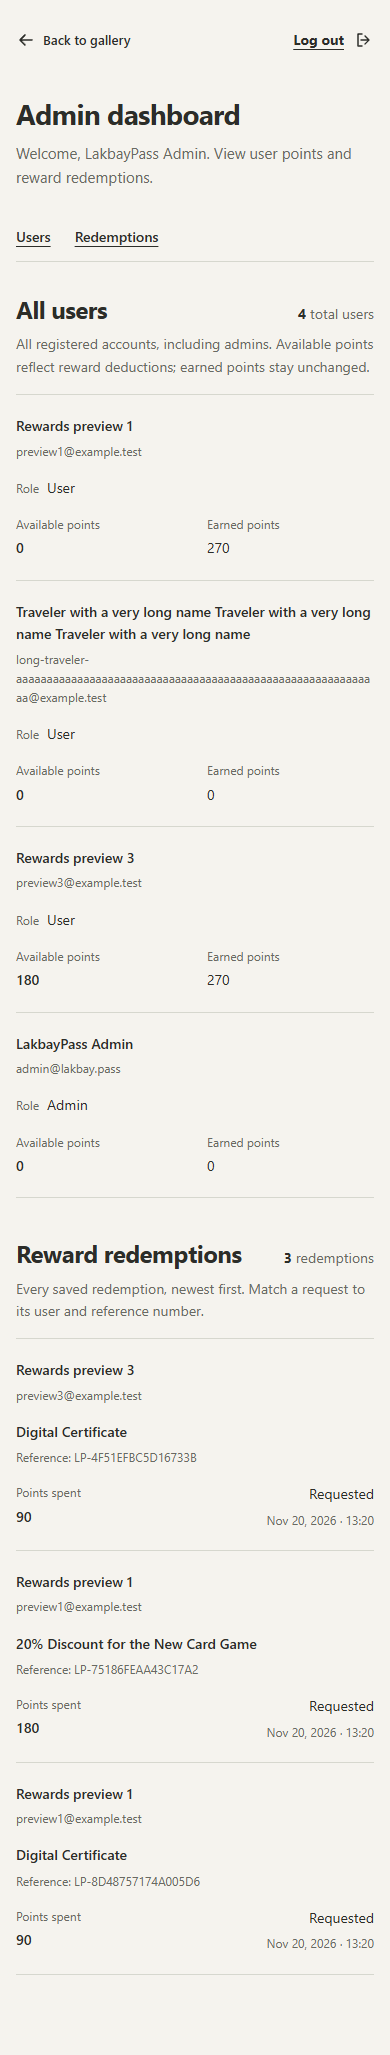 Back to gallery
Log out
Admin dashboard
Welcome, LakbayPass Admin. View user points and
reward redemptions.
Users
Redemptions
All users
4 total users
All registered accounts, including admins. Available points
reflect reward deductions; earned points stay unchanged.
Rewards preview 1
preview1@example.test
Role User
Available points
Earned points
0
270
Traveler with a very long name Traveler with a very long
name Traveler with a very long name
long-traveler-
aaaaaaaaaaaaaaaaaaaaaaaaaaaaaaaaaaaaaaaaaaaaaaaaaaaaaaaaaa
aa@example.test
Role User
Available points
Earned points
0
0
Rewards preview 3
preview3@example.test
Role User
Available points
Earned points
180
270
LakbayPass Admin
admin@lakbay.pass
Role Admin
Available points
Earned points
0
0
Reward redemptions
3 redemptions
Every saved redemption, newest first. Match a request to
its user and reference number.
Rewards preview 3
preview3@example.test
Digital Certificate
Reference: LP-4F51EFBC5D16733B
Points spent
Requested
90
Nov 20, 2026 · 13:20
Rewards preview 1
preview1@example.test
20% Discount for the New Card Game
Reference: LP-75186FEAA43C17A2
Points spent
Requested
180
Nov 20, 2026 · 13:20
Rewards preview 1
preview1@example.test
Digital Certificate
Reference: LP-8D48757174A005D6
Points spent
Requested
90
Nov 20, 2026 · 13:20